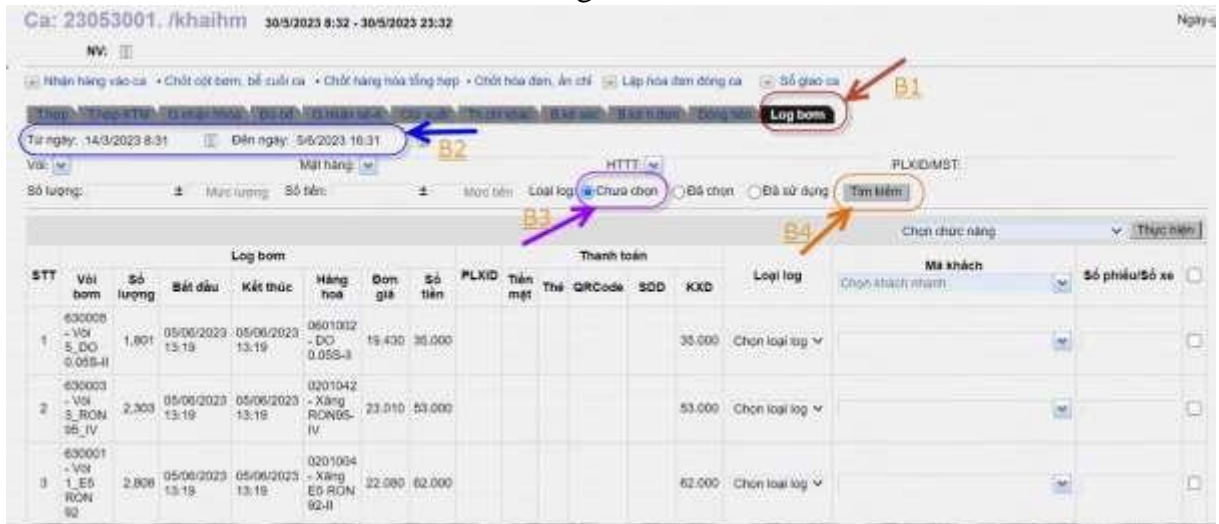 Ca: 23053001. /khaihm 30/5/2023 8:32 - 30/5/2023 23:32 Ngày-g
NV:
Nhận hàng vào ca • Chốt cột bơm, bể cuối ca • Chốt hàng hóa tổng hợp • Chốt hóa đơn, ấn chỉ Lập hóa đơn đóng ca Sổ giao ca
B1
Log bơm
Từ ngày: 14/3/2023 8:31 Đến ngày: 5/6/2023 16:31
B2
Vòi: Mặt hàng: HTTT PLXID/MST:
Số lượng: ± Mức lượng Số tiền: ± Mức tiền Loại log: Chưa chọn Đã chọn Đã sử dụng Tìm kiếm
B3 B4
Chọn chức năng Thực hiện
STT Log bơm PLXID Thanh toán Loại log Mã khách Số phiếu/Số xe
Chọn khách nhanh
Vòi bơm Số lượng Bắt đầu Kết thúc Hàng hoá Đơn giá Số tiền Tiền mặt Thẻ QRCode SDD KXD
1 630005 - Vòi 5_DO 0.05S-II 1,801 05/06/2023 13:19 05/06/2023 13:19 0601002 - DO 0.05S-II 19.430 35.000 35.000 Chọn loại log
2 630003 - Vòi 3_RON 95_IV 2,303 05/06/2023 13:19 05/06/2023 13:19 0201042 - Xăng RON95-IV 23.010 53.000 53.000 Chọn loại log
3 630001 - Vòi 1_E5 RON 92 2,808 05/06/2023 13:19 05/06/2023 13:19 0201004 - Xăng E5 RON 92-II 22.080 62.000 62.000 Chọn loại log